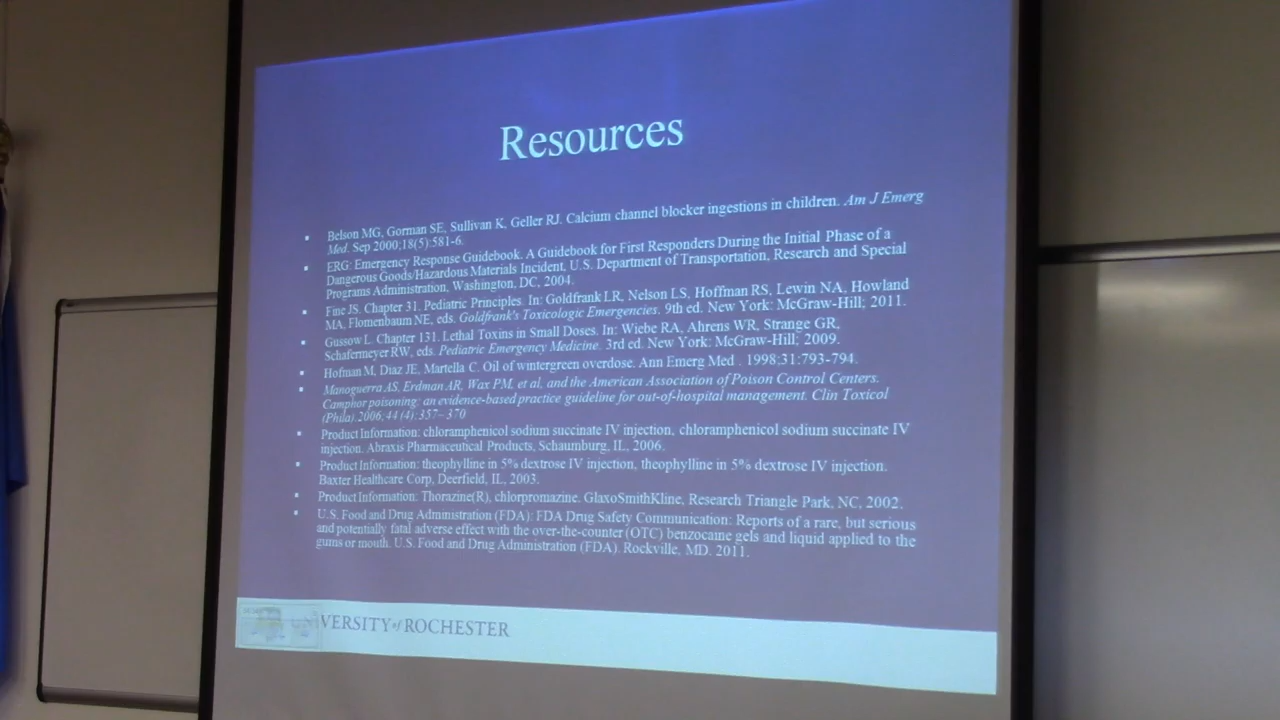 Resources
Belson MG, Gorman SE, Sullivan K, Geller RJ. Calcium channel blocker ingestions in children. Am J Emerg
Med. Sep 2000;18(5):581-6.
ERG: Emergency Response Guidebook. A Guidebook for First Responders During the Initial Phase of a
Dangerous Goods/Hazardous Materials Incident, U.S. Department of Transportation, Research and Special
Programs Administration, Washington, DC, 2004.
Fine JS. Chapter 31. Pediatric Principles. In: Goldfrank LR, Nelson LS, Hoffman RS, Lewin NA, Howland
MA, Flomenbaum NE, eds. Goldfrank's Toxicologic Emergencies. 9th ed. New York: McGraw-Hill; 2011.
Gussow L. Chapter 131. Lethal Toxins in Small Doses. In: Wiebe RA, Ahrens WR, Strange GR,
Schafermeyer RW, eds. Pediatric Emergency Medicine. 3rd ed. New York: McGraw-Hill; 2009.
Hofman M, Diaz JE, Martella C. Oil of wintergreen overdose. Ann Emerg Med . 1998;31:793-794.
Manoguerra AS, Erdman AR, Wax PM, et al, and the American Association of Poison Control Centers.
Camphor poisoning: an evidence-based practice guideline for out-of-hospital management. Clin Toxicol
(Phila).2006;44 (4):357–370
Product Information: chloramphenicol sodium succinate IV injection, chloramphenicol sodium succinate IV
injection. Abraxis Pharmaceutical Products, Schaumburg, IL, 2006.
Product Information: theophylline in 5% dextrose IV injection, theophylline in 5% dextrose IV injection.
Baxter Healthcare Corp, Deerfield, IL, 2003.
Product Information: Thorazine(R), chlorpromazine. GlaxoSmithKline, Research Triangle Park, NC, 2002.
U.S. Food and Drug Administration (FDA): FDA Drug Safety Communication: Reports of a rare, but serious
and potentially fatal adverse effect with the over-the-counter (OTC) benzocaine gels and liquid applied to the
gums or mouth. U.S. Food and Drug Administration (FDA). Rockville, MD. 2011.
UNIVERSITY of ROCHESTER